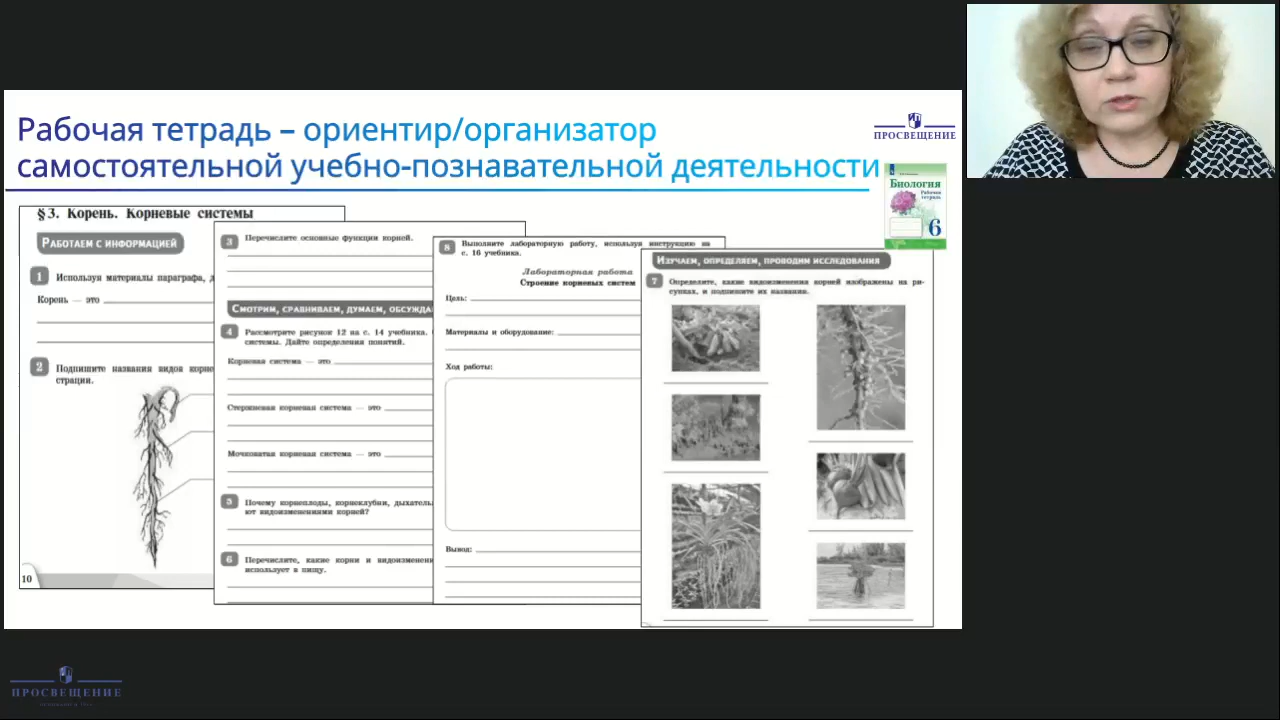 Рабочая тетрадь – ориентир/организатор
самостоятельной учебно-познавательной деятельности
ПРОСВЕЩЕНИЕ
Биология
Рабочая
тетрадь
6
§ 3. Корень. Корневые системы
Работаем с информацией
1 Используя материалы параграфа, д
Корень — это
2 Подпишите названия видов корне
страции.
10
3 Перечислите основные функции корней.
Смотрим, сравниваем, думаем, обсужда
4 Рассмотрите рисунок 12 на с. 14 учебника.
системы. Дайте определения понятий.
Корневая система — это
Стержневая корневая система — это
Мочковатая корневая система — это
5 Почему корнеплоды, корнеклубни, дыхатель
ют видоизменениями корней?
6 Перечислите, какие корни и видоизменени
использует в пищу.
8 Выполните лабораторную работу, используя инструкцию на
с. 16 учебника.
Лабораторная работа
Строение корневых систем
Цель:
Материалы и оборудование:
Ход работы:
Вывод:
Изучаем, определяем, проводим исследования
7 Определите, какие видоизменения корней изображены на ри-
сунках, и подпишите их названия.
ПРОСВЕЩЕНИЕ